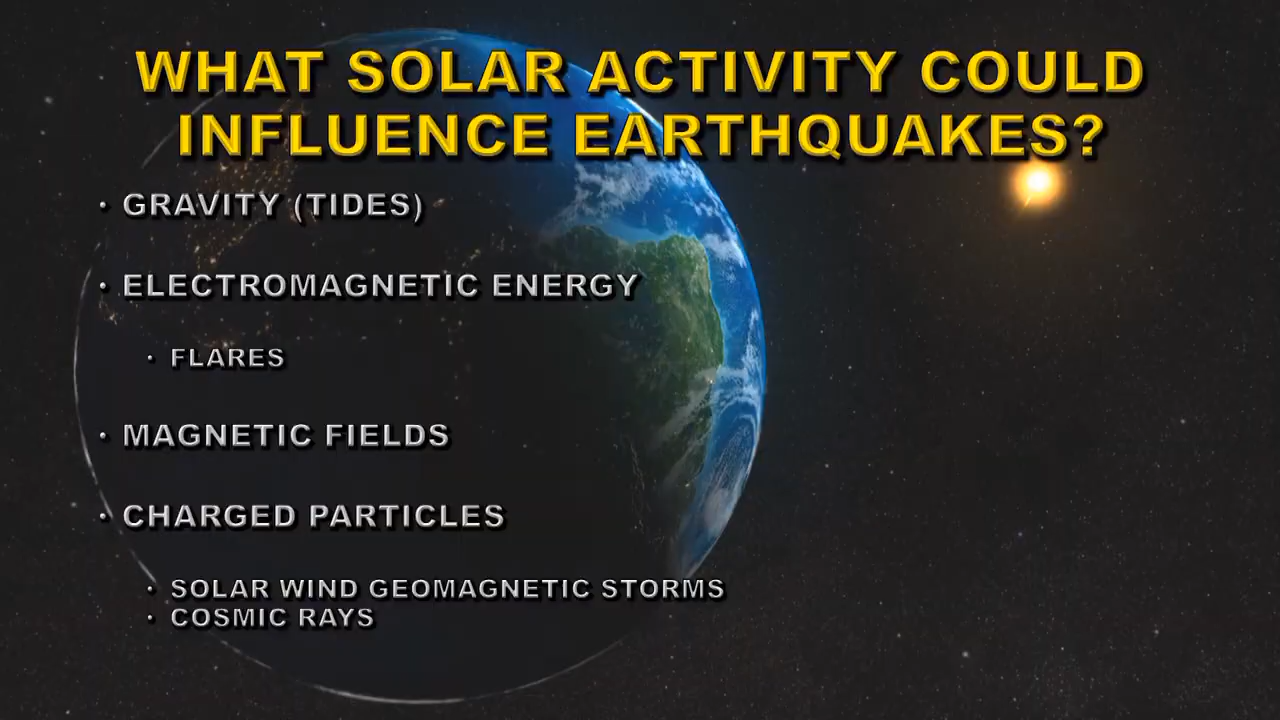 WHAT SOLAR ACTIVITY COULD
INFLUENCE EARTHQUAKES?
• GRAVITY (TIDES)
• ELECTROMAGNETIC ENERGY
• FLARES
• MAGNETIC FIELDS
• CHARGED PARTICLES
• SOLAR WIND GEOMAGNETIC STORMS
• COSMIC RAYS